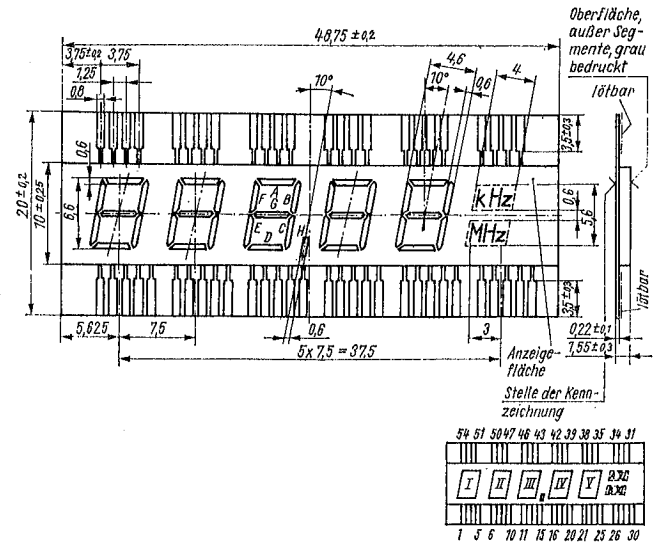 Oberfläche,
außer Seg-
mente, grau
bedruckt
lötbar
48,75 ±0,2
3,75±0,2 3,75
1,25
0,8
10°
4,6
10°
0,6
4
3,5±0,3
20±0,2
10±0,25
0,6
6,6
A
F B
G
E C
D
H
kHz
MHz
0,6
5,6
3,5±0,3
lötbar
5,625
7,5
0,6
3
5x7,5 = 37,5
0,22±0,1
1,55±0,3
Anzeige-
fläche
Stelle der Kenn-
zeichnung
54 51 50 47 46 43 42 39 38 35 34 31
I II III IV V
1 5 6 10 11 15 16 20 21 25 26 30